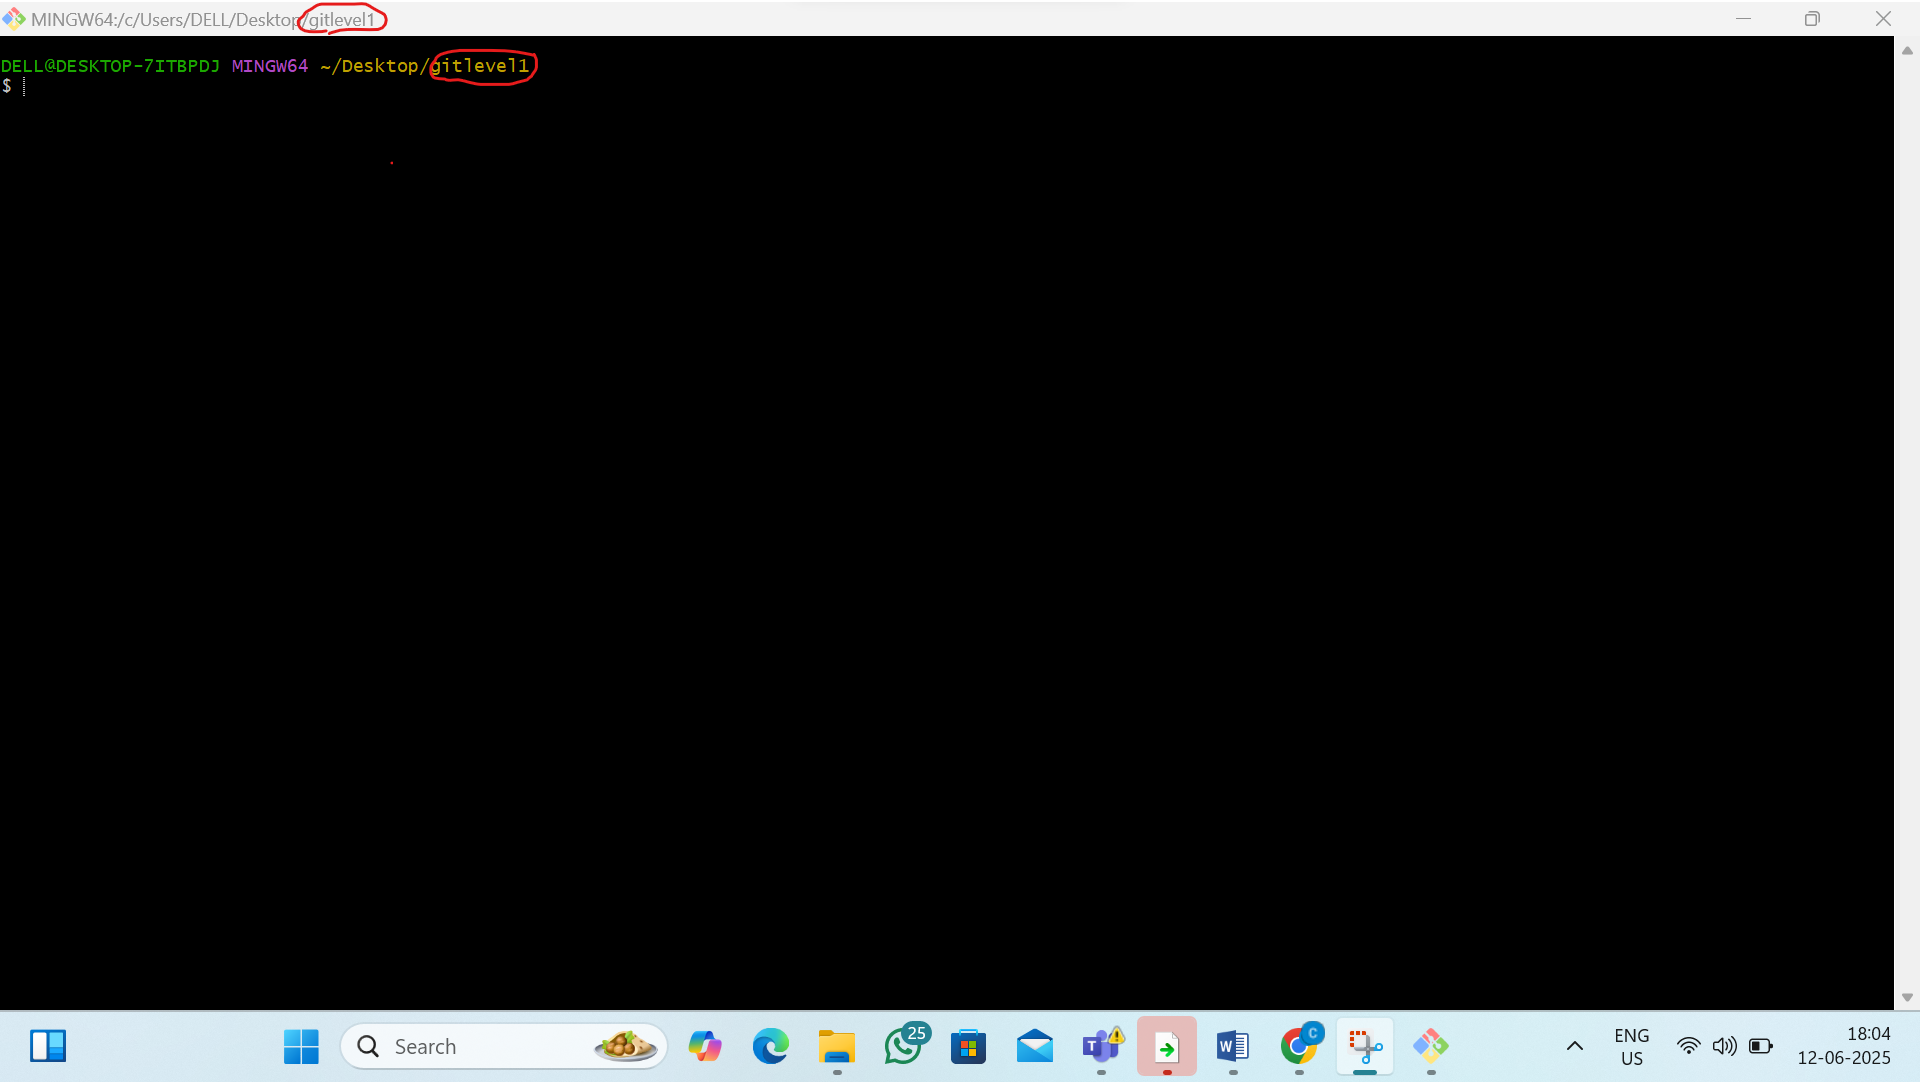 MINGW64:/c/Users/DELL/Desktop/gitlevel1
DELL@DESKTOP-7ITBPDJ MINGW64 ~/Desktop/gitlevel1
$
Search
25
T
W
C
ENG
US
18:04
12-06-2025